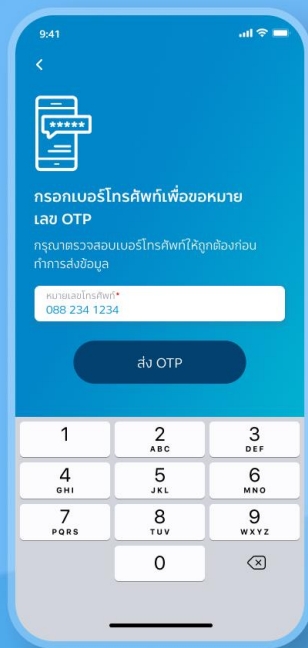 9:41
*****
กรอกเบอร์โทรศัพท์เพื่อขอหมาย
เลข OTP
กรุณาตรวจสอบเบอร์โทรศัพท์ให้ถูกต้องก่อน
ทำการส่งข้อมูล
หมายเลขโทรศัพท์*
088 234 1234
ส่ง OTP
1 2 3
ABC DEF
4 5 6
GHI JKL MNO
7 8 9
PQRS TUV WXYZ
0